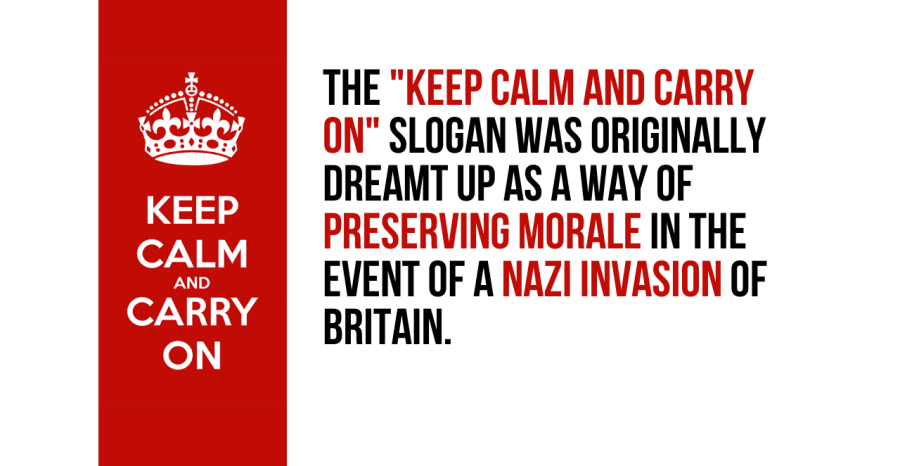 KEEP
CALM
AND
CARRY
ON
THE "KEEP CALM AND CARRY
ON" SLOGAN WAS ORIGINALLY
DREAMT UP AS A WAY OF
PRESERVING MORALE IN THE
EVENT OF A NAZI INVASION OF
BRITAIN.